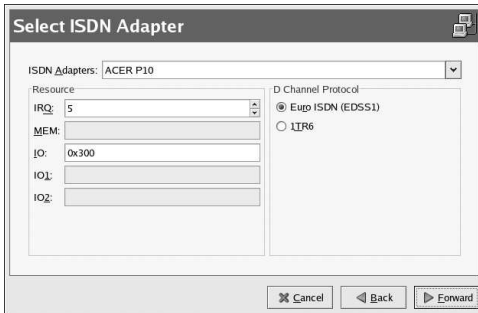 Select ISDN Adapter
ISDN Adapters: ACER P10
Resource
IRQ: 5
MEM:
IO: 0x300
IO1:
IO2:
D Channel Protocol
Euro ISDN (EDSS1)
1TR6
Cancel Back Forward